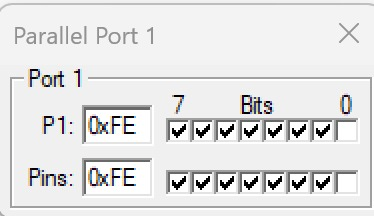 Parallel Port 1
Port 1
7 Bits 0
P1: 0xFE
Pins: 0xFE